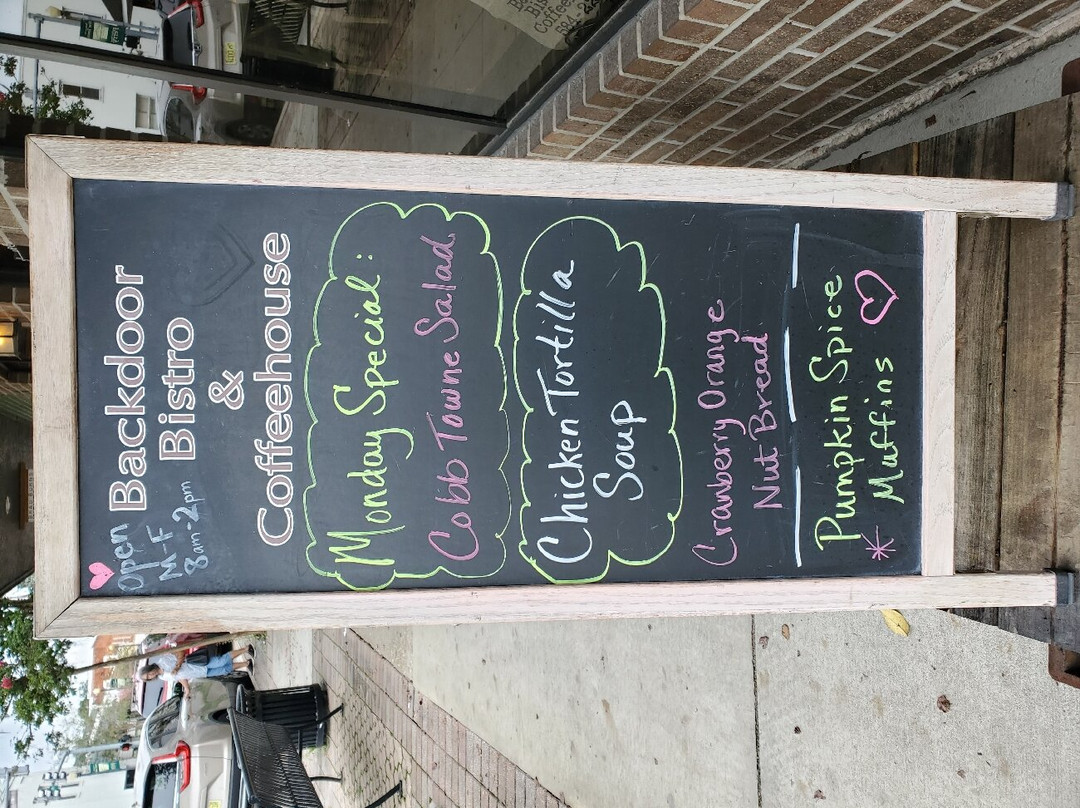 Open
M-F
8am-2pm
Backdoor
Bistro
&
Coffeehouse
Monday Special:
Cobb Towne Salad
Chicken Tortilla
Soup
Cranberry Orange
Nut Bread
Pumpkin Spice
Muffins